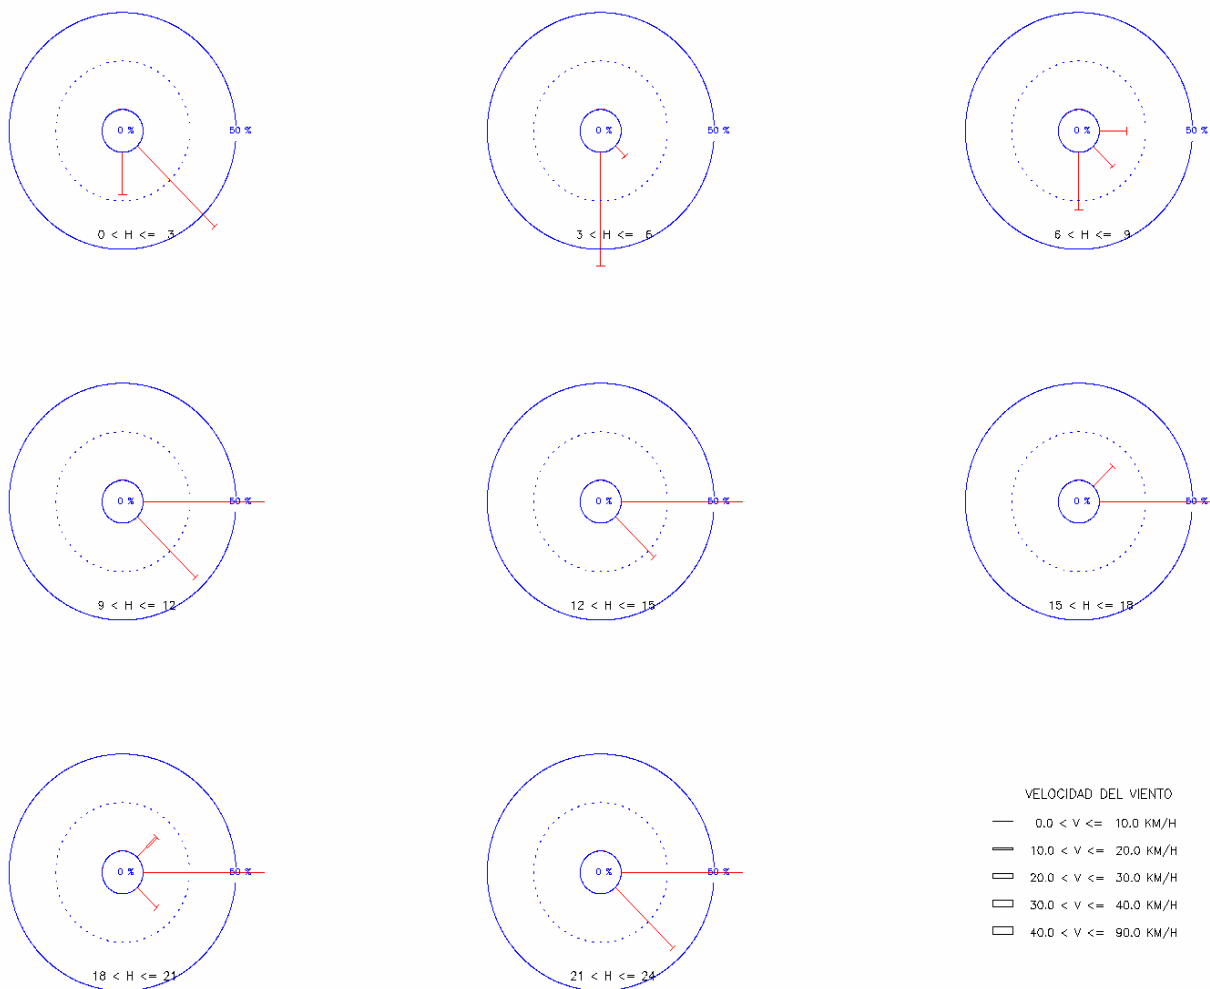 0 %
50 %
0 < H <= 3
0 %
50 %
3 < H <= 6
0 %
50 %
6 < H <= 9
0 %
50 %
9 < H <= 12
0 %
50 %
12 < H <= 15
0 %
50 %
15 < H <= 18
0 %
50 %
18 < H <= 21
0 %
50 %
21 < H <= 24
VELOCIDAD DEL VIENTO
0.0 < V <= 10.0 KM/H
10.0 < V <= 20.0 KM/H
20.0 < V <= 30.0 KM/H
30.0 < V <= 40.0 KM/H
40.0 < V <= 90.0 KM/H